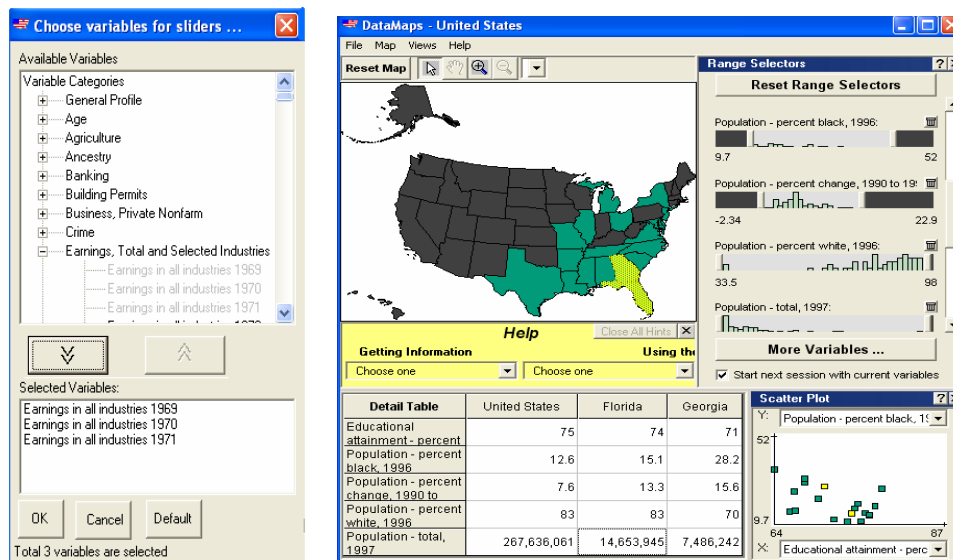 Choose variables for sliders ...
Available Variables
Variable Categories
General Profile
Age
Agriculture
Ancestry
Banking
Building Permits
Business, Private Nonfarm
Crime
Earnings, Total and Selected Industries
Earnings in all industries 1969
Earnings in all industries 1970
Earnings in all industries 1971
Selected Variables:
Earnings in all industries 1969
Earnings in all industries 1970
Earnings in all industries 1971
OK Cancel Default
Total 3 variables are selected
DataMaps - United States
File Map Views Help
Reset Map
Range Selectors ?
Reset Range Selectors
Population - percent black, 1996:
9.7 52
Population - percent change, 1990 to 19
-2.34 22.9
Population - percent white, 1996:
33.5 98
Population - total, 1997:
More Variables ...
Start next session with current variables
Help Close All Hints X
Getting Information Using the
Choose one Choose one
Detail Table United States Florida Georgia
Educational
attainment - percent 75 74 71
Population - percent
black, 1996 12.6 15.1 28.2
Population - percent
change, 1990 to 7.6 13.3 15.6
Population - percent
white, 1996 83 83 70
Population - total,
1997 267,636,061 14,653,945 7,486,242
Scatter Plot ?
Y: Population - percent black, 19
52
9.7
64 87
X: Educational attainment - perc